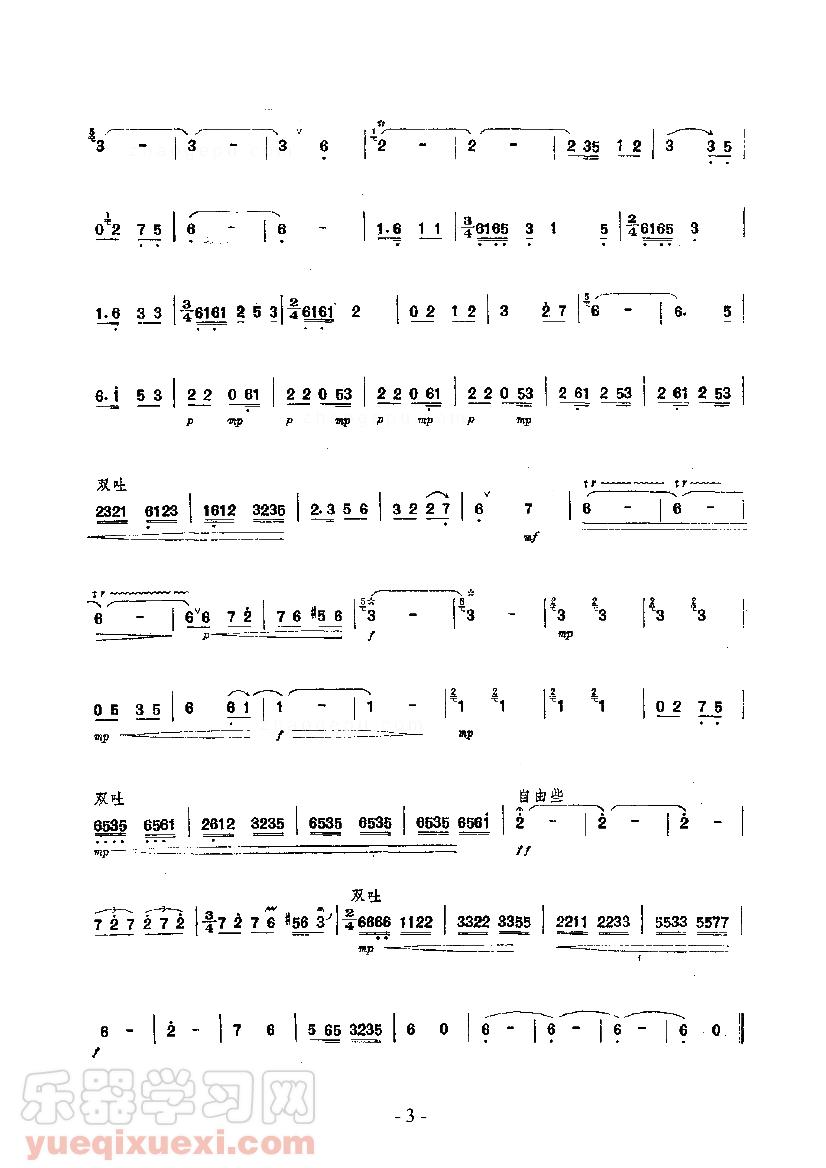 3 - | 3 - | 3 6 | 2 - | 2 - | 2 35 1 2 | 3 3 5 |
0 2 7 5 | 6 - | 6 - | 1. 6 1 1 | 3/4 6165 3 1 5 | 2/4 6165 3 |
1. 6 3 3 | 3/4 6161 2 5 3 | 2/4 6161 2 | 0 2 1 2 | 3 2 7 | 6 - | 6. 5 |
6. i 5 3 | 2 2 0 61 | 2 2 0 53 | 2 2 0 61 | 2 2 0 53 | 2 61 2 53 | 2 61 2 53 |
p mp p mp p mp p mp
双吐 tr tr
2321 6123 | 1612 3235 | 2. 3 5 6 | 3 2 2 7 | 6 7 | 6 - | 6 - |
mf
tr
6 - | 6 6 7 2 | 7 6 #5 6 | 3 - | 3 - | 3 3 | 3 3 |
p f mp
0 5 3 5 | 6 6 1 | 1 - | 1 - | 1 1 | 1 1 | 0 2 7 5 |
mp f mp
双吐 自由些
6535 6561 | 2612 3235 | 6535 6535 | 6535 6561 | 2 - | 2 - | 2 - |
mp ff
双吐
7 2 7 2 7 2 | 3/4 7 2 7 6 #56 3 | 2/4 6666 1122 | 3322 3355 | 2211 2233 | 5533 5577 |
mp f
6 - | 2 - | 7 6 | 5 65 3235 | 6 0 | 6 - | 6 - | 6 - | 6 0 ||
f
乐器学习网
yueqixuexi.com
- 3 -